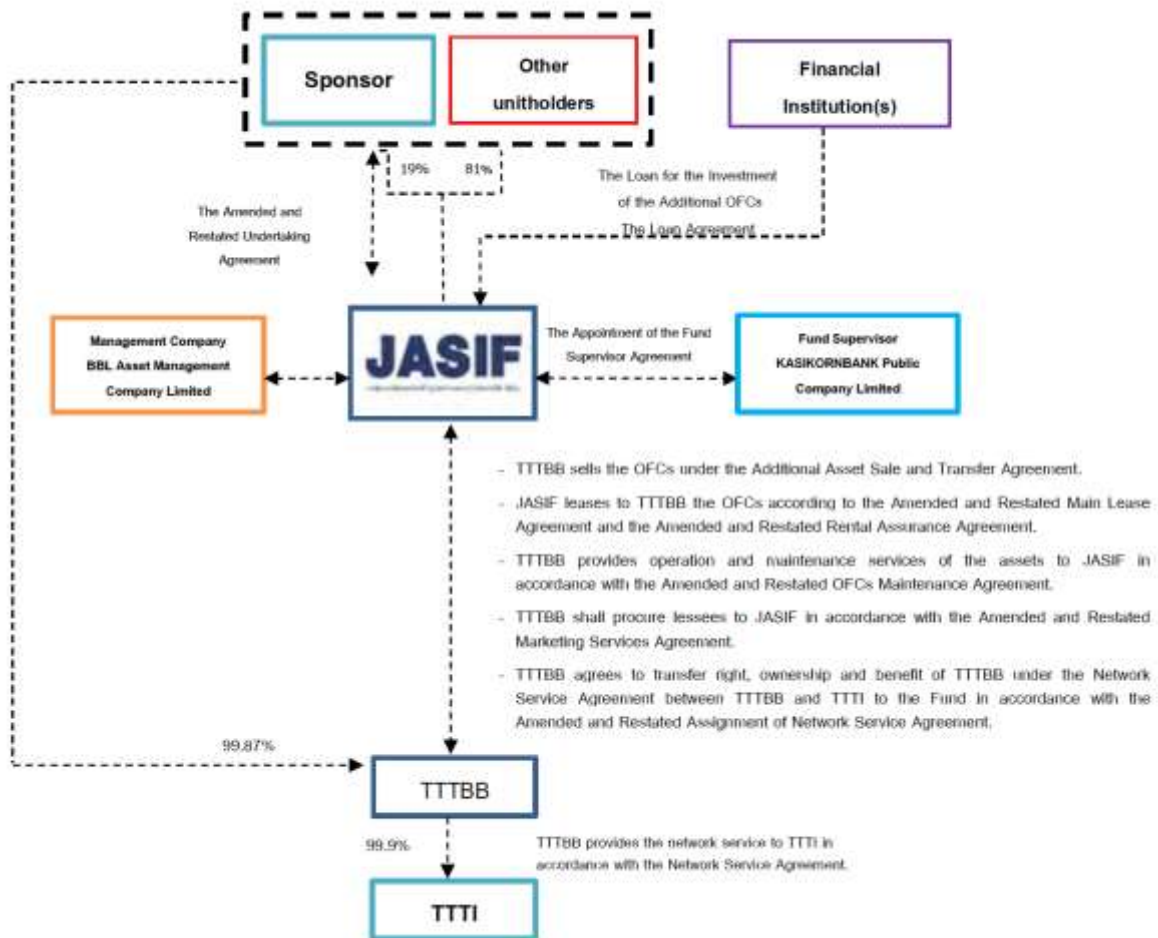 Sponsor
Other
unitholders
Financial
Institution(s)
19%
81%
The Loan for the Investment
of the Additional OFCs
The Loan Agreement
The Amended and
Restated Undertaking
Agreement
Management Company
BBL Asset Management
Company Limited
JASIF
The Appointment of the Fund
Supervisor Agreement
Fund Supervisor
KASIKORNBANK Public
Company Limited
- TTTBB sells the OFCs under the Additional Asset Sale and Transfer Agreement.
- JASIF leases to TTTBB the OFCs according to the Amended and Restated Main Lease
Agreement and the Amended and Restated Rental Assurance Agreement.
- TTTBB provides operation and maintenance services of the assets to JASIF in
accordance with the Amended and Restated OFCs Maintenance Agreement.
- TTTBB shall procure lessees to JASIF in accordance with the Amended and Restated
Marketing Services Agreement.
- TTTBB agrees to transfer right, ownership and benefit of TTTBB under the Network
Service Agreement between TTTBB and TTTI to the Fund in accordance with the
Amended and Restated Assignment of Network Service Agreement.
99.87%
TTTBB
99.9%
TTTBB provides the network service to TTTI in
accordance with the Network Service Agreement.
TTTI